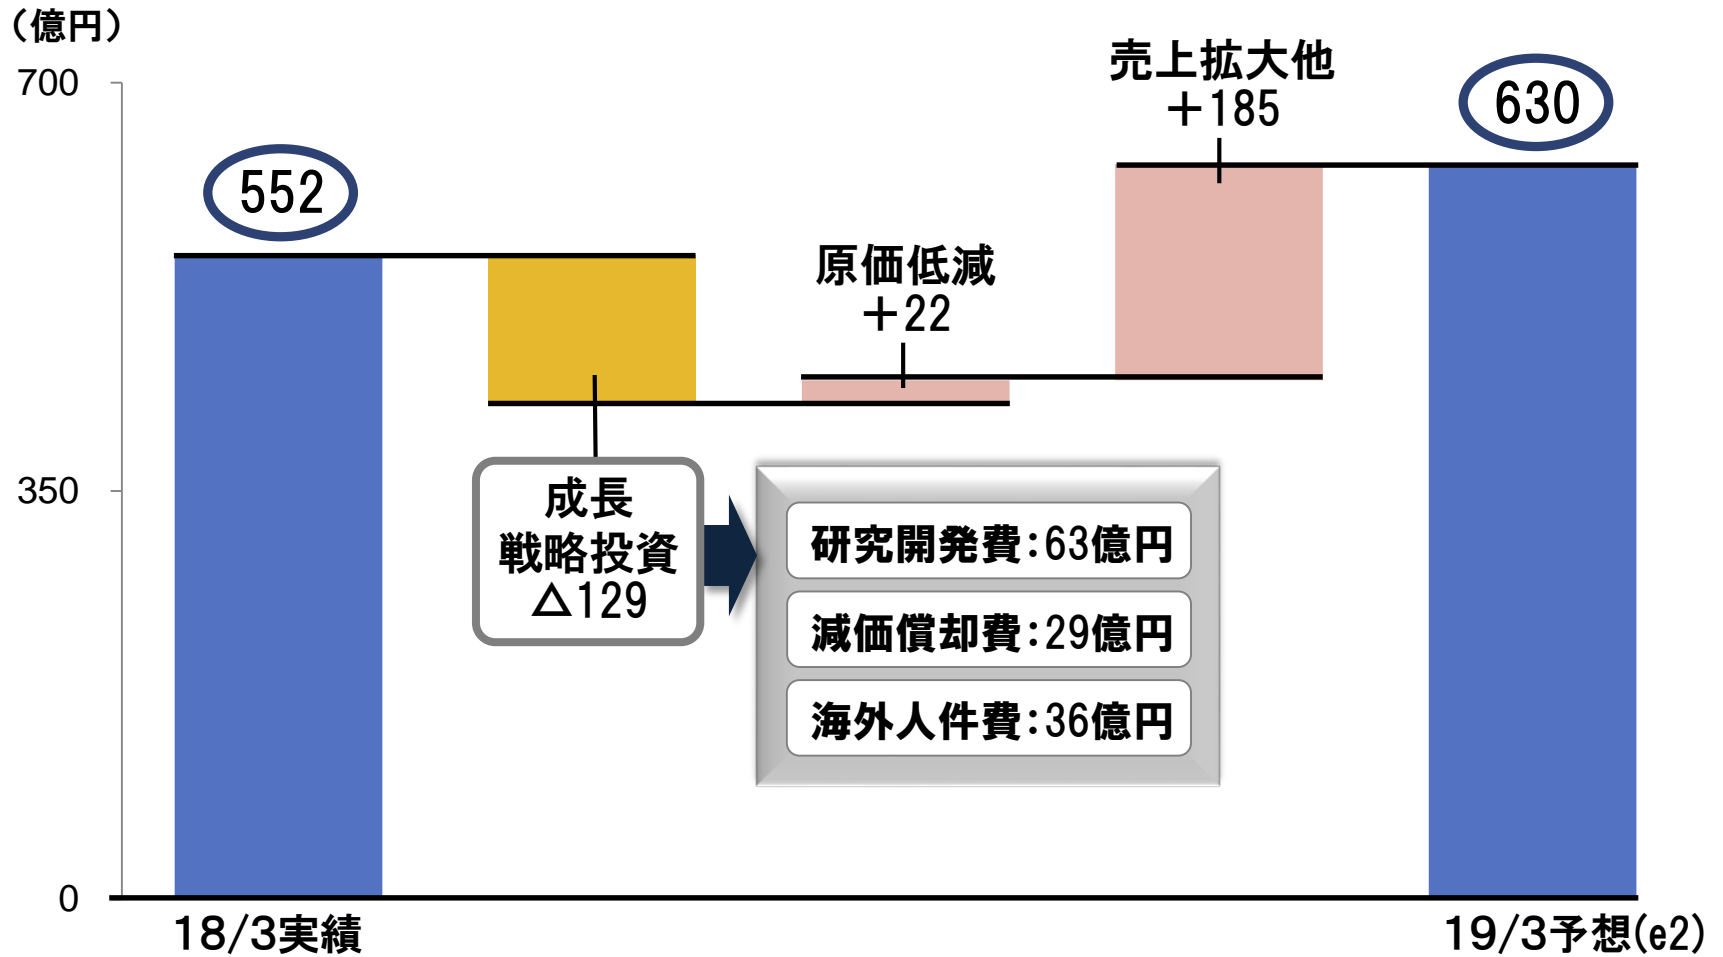 （億円）
700
350
0
552
原価低減
＋22
売上拡大他
＋185
630
成長
戦略投資
△129
研究開発費：63億円
減価償却費：29億円
海外人件費：36億円
18/3実績
19/3予想(e2)